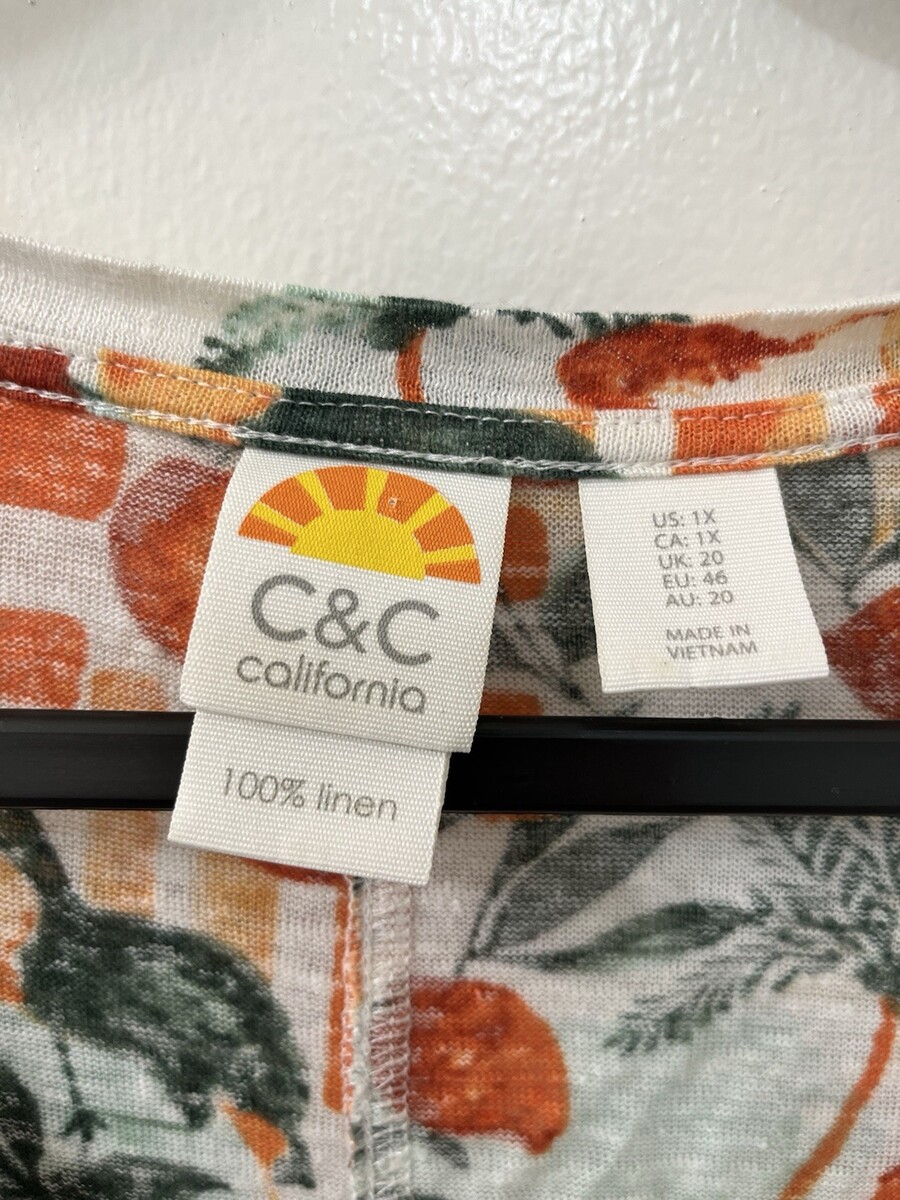 C&C
california
100% linen
US: 1X
CA: 1X
UK: 20
EU: 46
AU: 20
MADE IN
VIETNAM